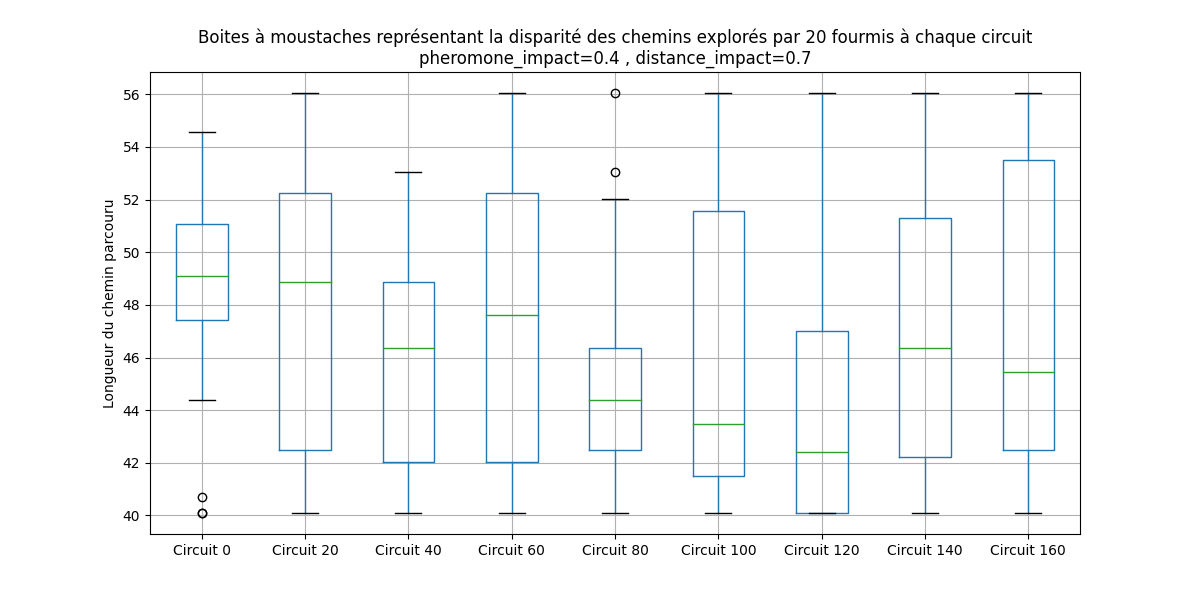 Boites à moustaches représentant la disparité des chemins explorés par 20 fourmis à chaque circuit
pheromone_impact=0.4 , distance_impact=0.7
Longueur du chemin parcouru
56
54
52
50
48
46
44
42
40
Circuit 0
Circuit 20
Circuit 40
Circuit 60
Circuit 80
Circuit 100
Circuit 120
Circuit 140
Circuit 160